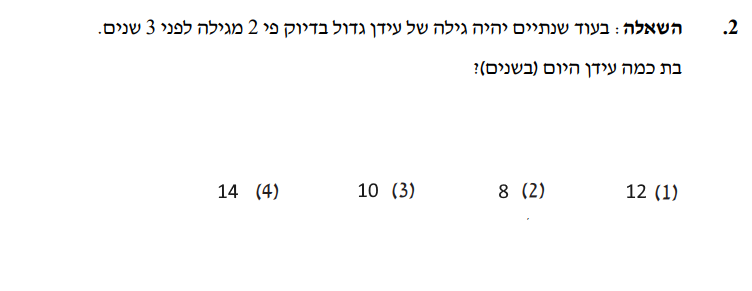 2. השאלה : בעוד שנתיים יהיה גילה של עידן גדול בדיוק פי 2 מגילה לפני 3 שנים.
בת כמה עידן היום (בשנים)?
(1) 12 (2) 8 (3) 10 (4) 14